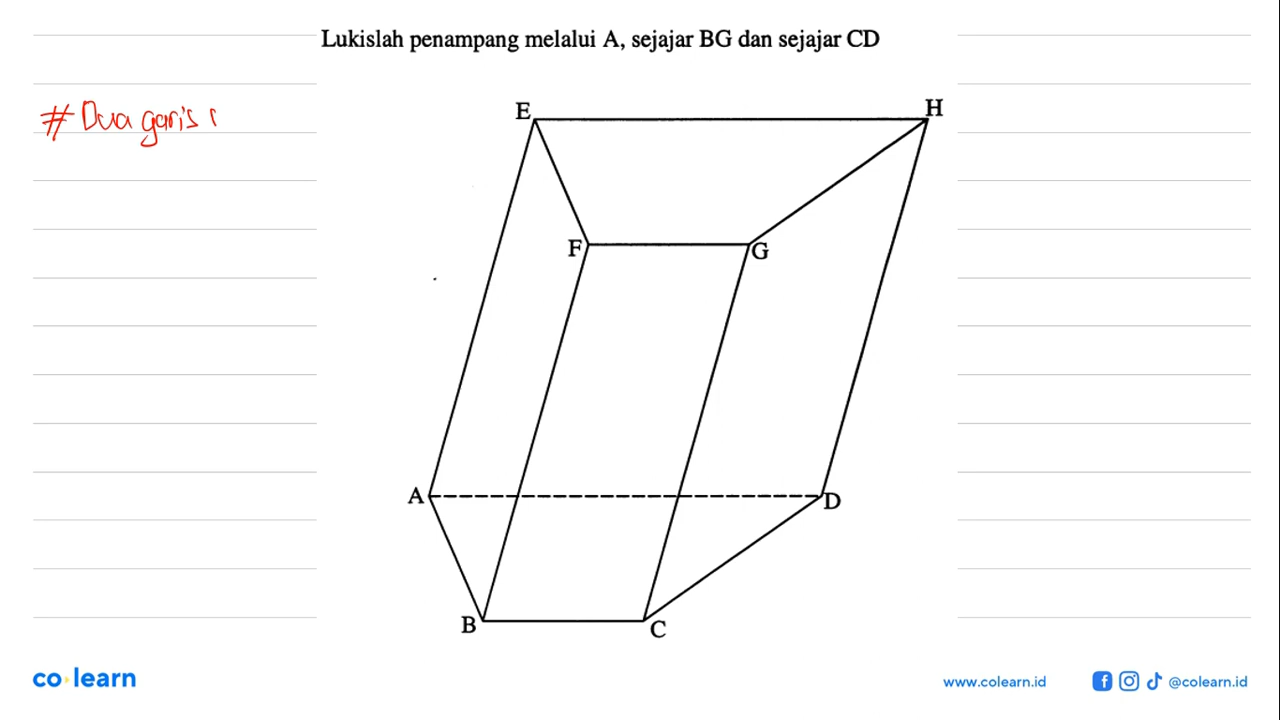 Lukislah penampang melalui A, sejajar BG dan sejajar CD
# Dua garis
E
H
F
G
A
D
B
C
co learn
www.colearn.id
@colearn.id